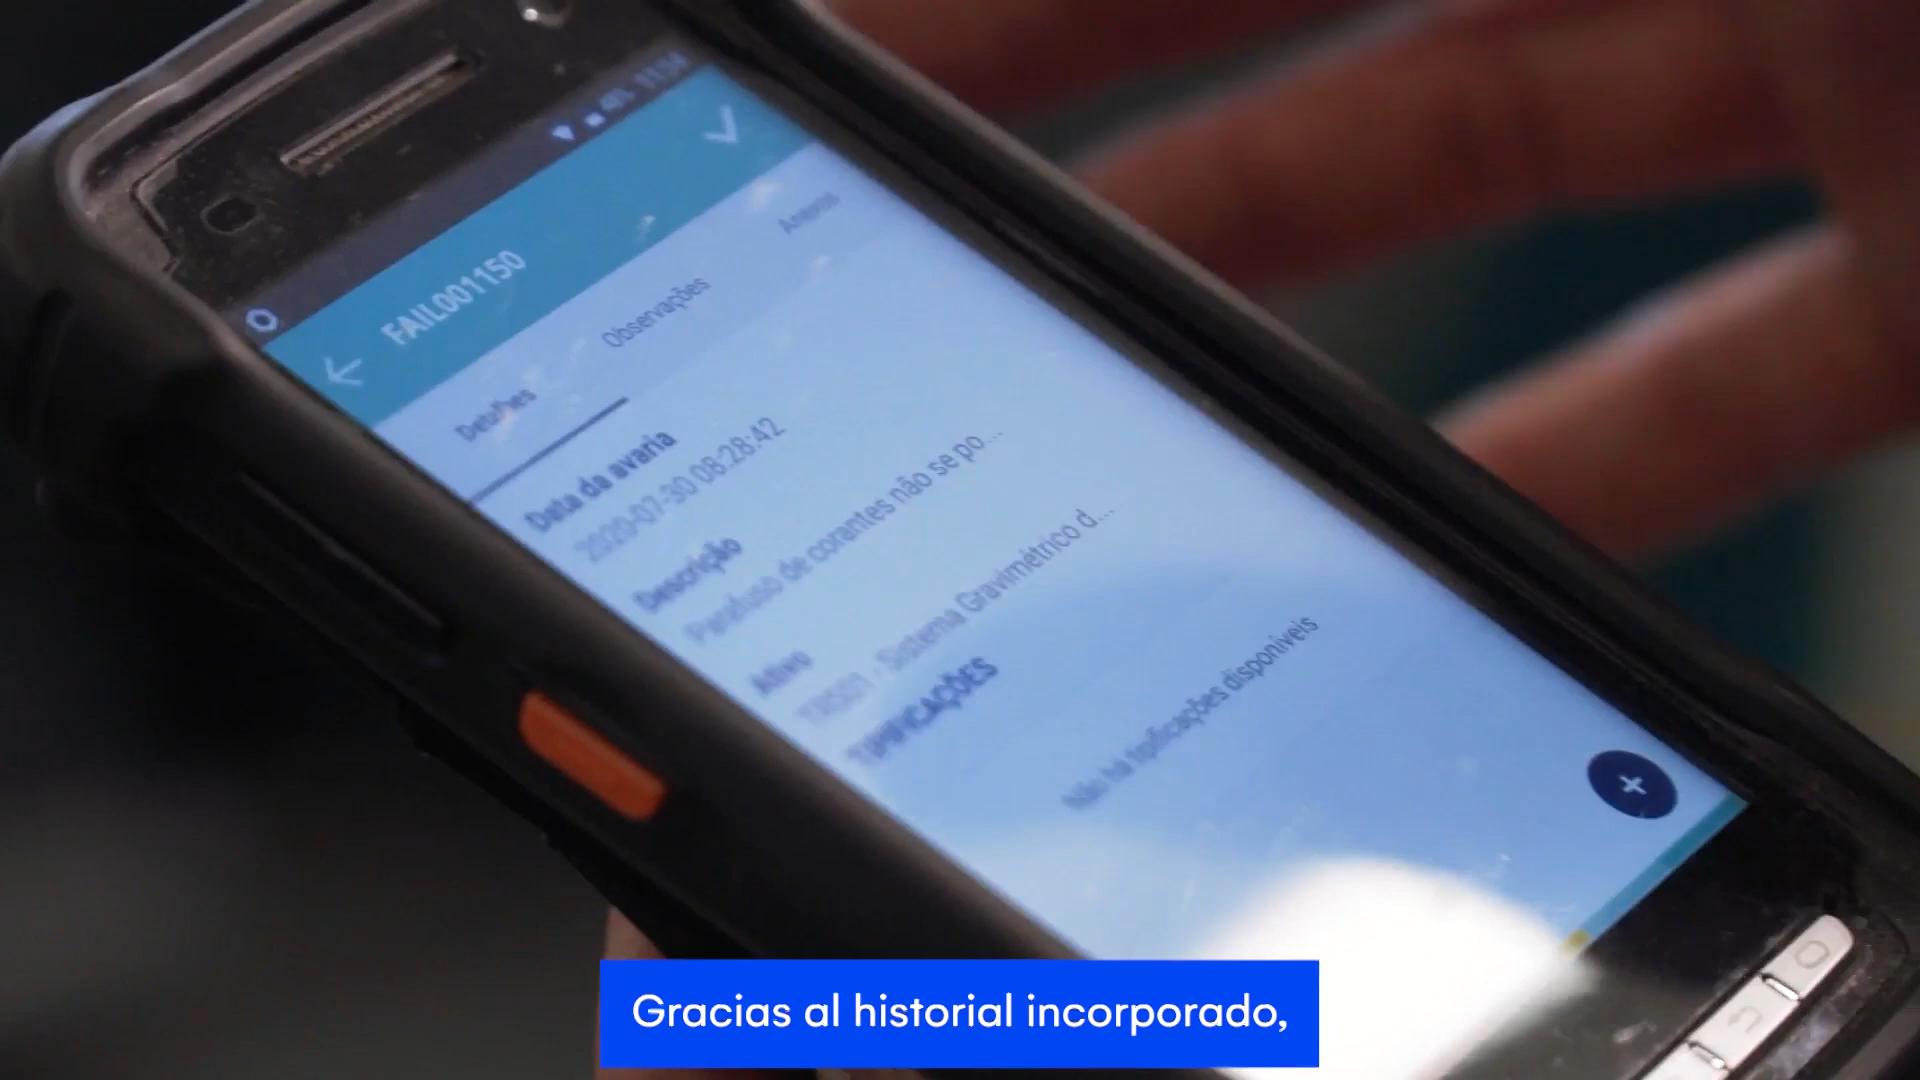 FAIL001150
Detalhes
Observações
Anexos
Data da avaria
2020-07-30 08:28:42
Descrição
Parafuso de corantes não se po...
Ativo
Sistema Gravimétrico d...
TIPIFICAÇÕES
Não há tipificações disponíveis
+
Gracias al historial incorporado,